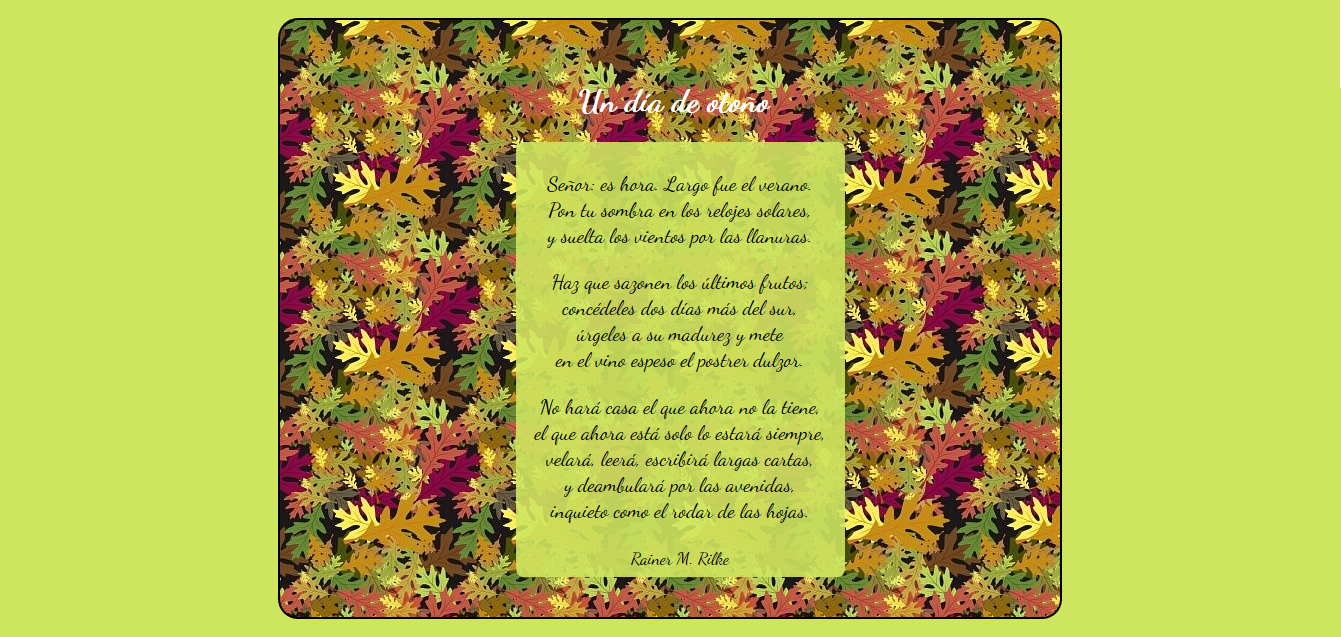 Un día de otoño
Señor: es hora. Largo fue el verano.
Pon tu sombra en los relojes solares,
y suelta los vientos por las llanuras.
Haz que sazonen los últimos frutos;
concédeles dos días más del sur,
úrgeles a su madurez y mete
en el vino espeso el postrer dulzor.
No hará casa el que ahora no la tiene,
el que ahora está solo lo estará siempre,
velará, leerá, escribirá largas cartas,
y deambulará por las avenidas,
inquieto como el rodar de las hojas.
Rainer M. Rilke